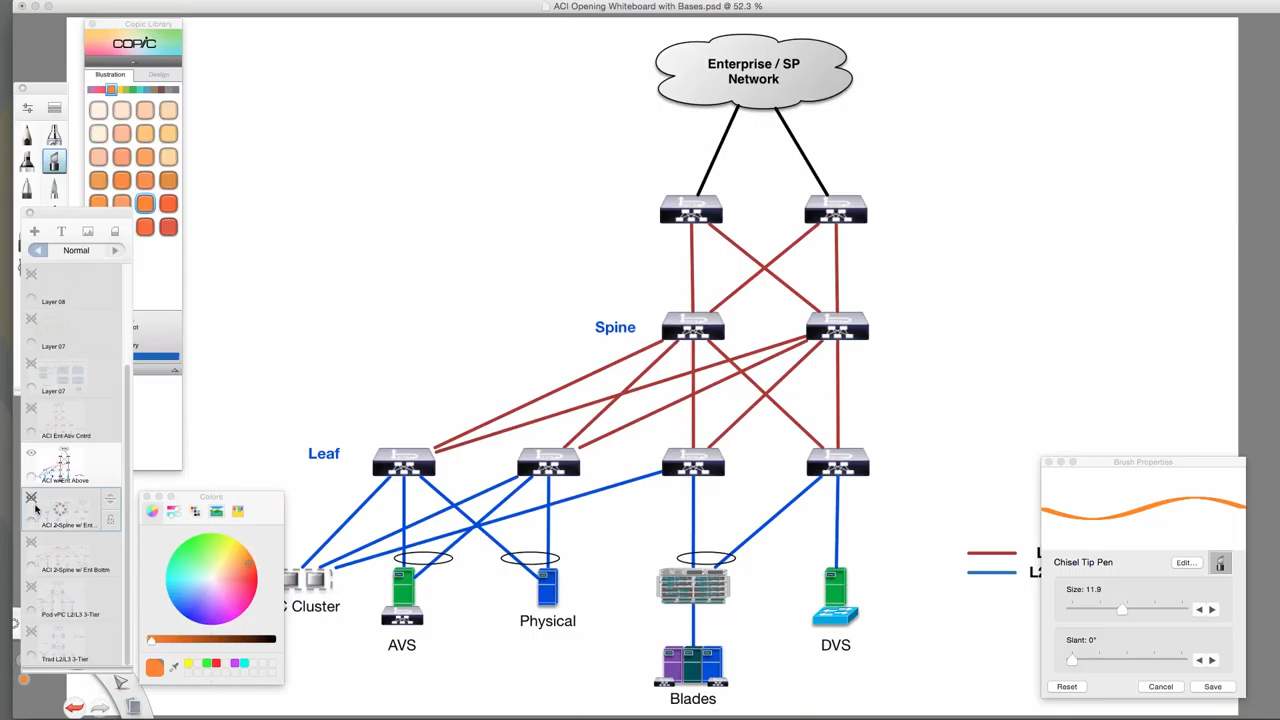 ACI Opening Whiteboard with Bases.psd @ 52.3 %
Copic Library
COPIC
Illustration
Design
Normal
Layer 08
Layer 07
Layer 07
ACI Ent-Abv Cntrd
ACI w/ Ent Above
ACI 2-Spine w/ Ent...
ACI 2-Spine w/ Ent Bottm
Pod vPC L2/L3 3-Tier
Trad L2/L3 3-Tier
Colors
Enterprise / SP
Network
Spine
Leaf
C Cluster
AVS
Physical
Blades
DVS
L
L2
Brush Properties
Chisel Tip Pen
Edit...
Size: 11.9
Slant: 0°
Reset
Cancel
Save